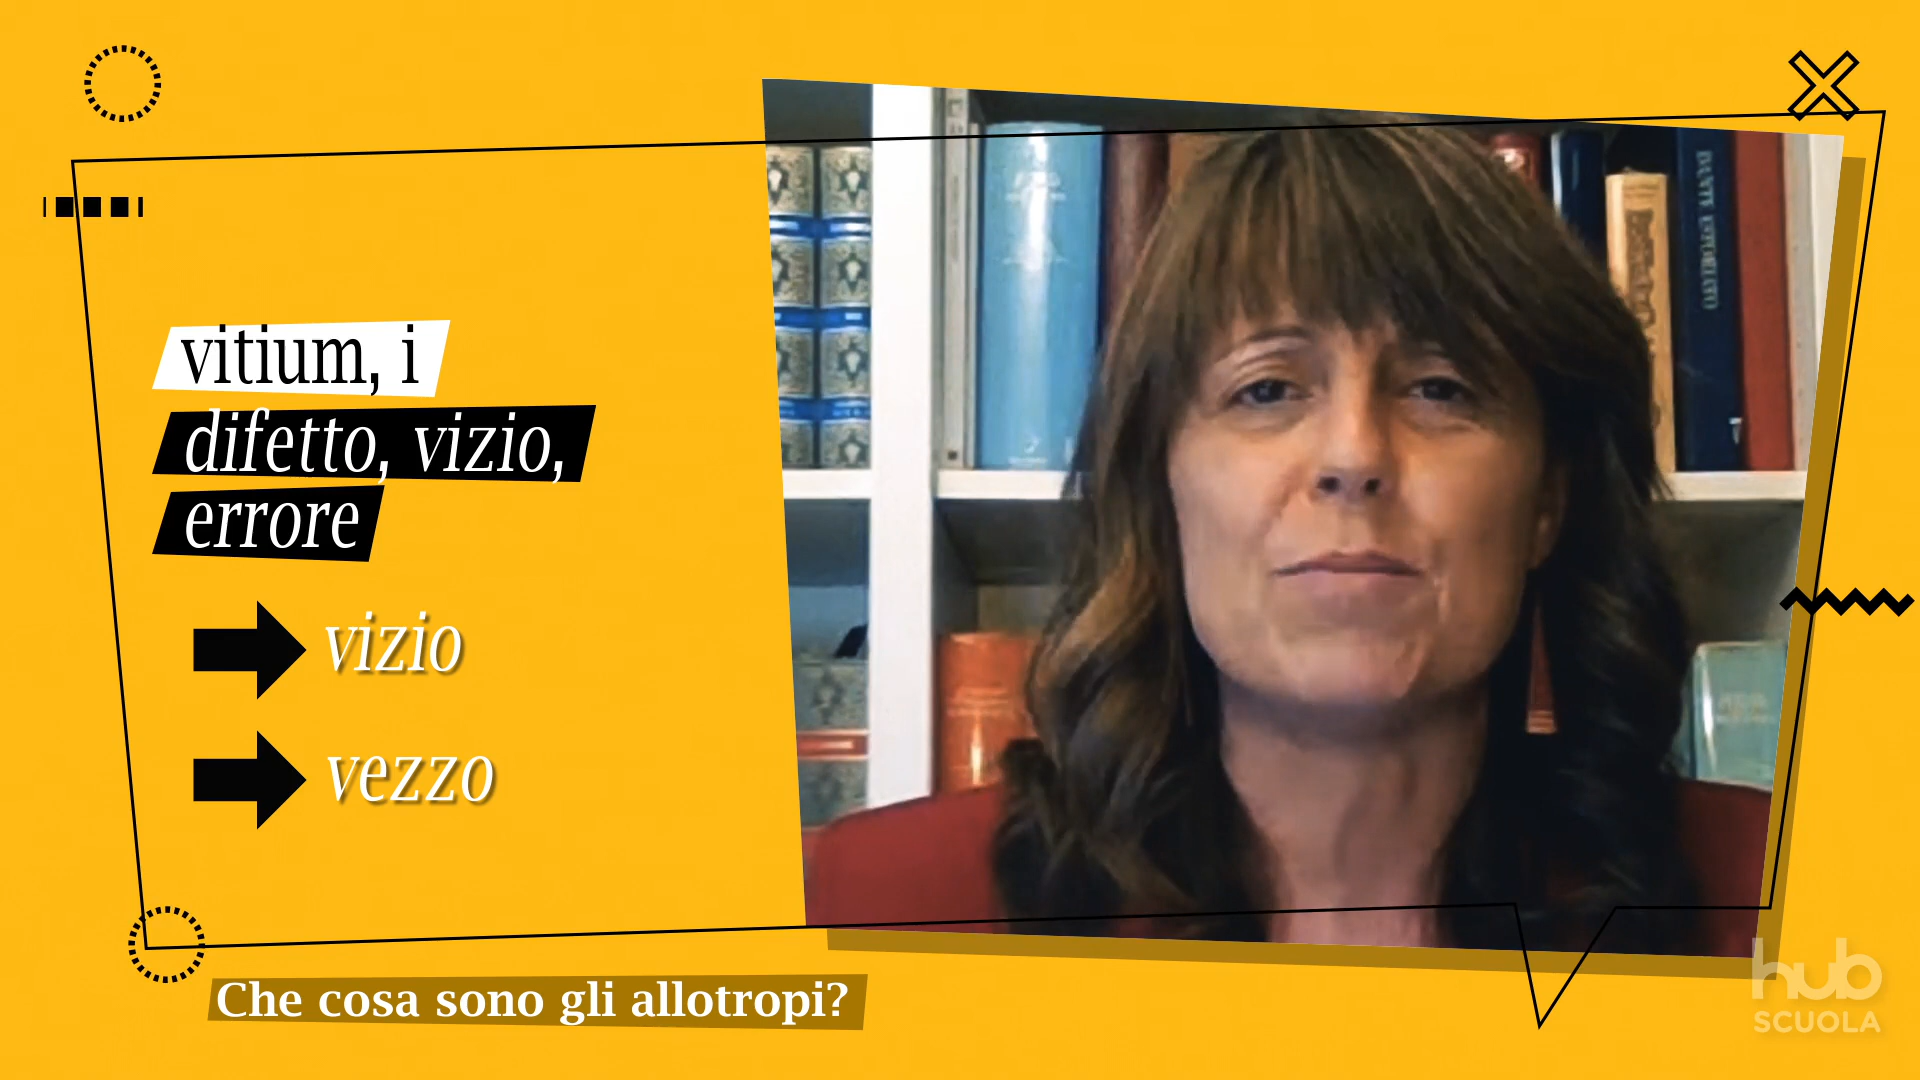 vitium, i
difetto, vizio,
errore
vizio
vezzo
Che cosa sono gli allotropi?
hub
SCUOLA